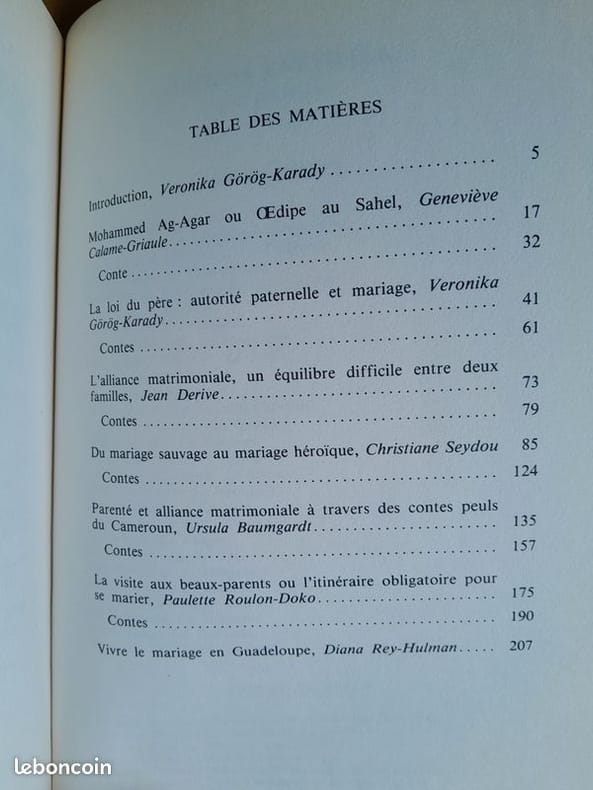 TABLE DES MATIÈRES
Introduction, Veronika Görög-Karady .................... 5
Mohammed Ag-Agar ou Œdipe au Sahel, Geneviève
Calame-Griaule .................... 17
Conte .................... 32
La loi du père : autorité paternelle et mariage, Veronika
Görög-Karady .................... 41
Contes .................... 61
L'alliance matrimoniale, un équilibre difficile entre deux
familles, Jean Derive .................... 73
Contes .................... 79
Du mariage sauvage au mariage héroïque, Christiane Seydou 85
Contes .................... 124
Parenté et alliance matrimoniale à travers des contes peuls
du Cameroun, Ursula Baumgardt .................... 135
Contes .................... 157
La visite aux beaux-parents ou l'itinéraire obligatoire pour
se marier, Paulette Roulon-Doko .................... 175
Contes .................... 190
Vivre le mariage en Guadeloupe, Diana Rey-Hulman ..... 207
leboncoin